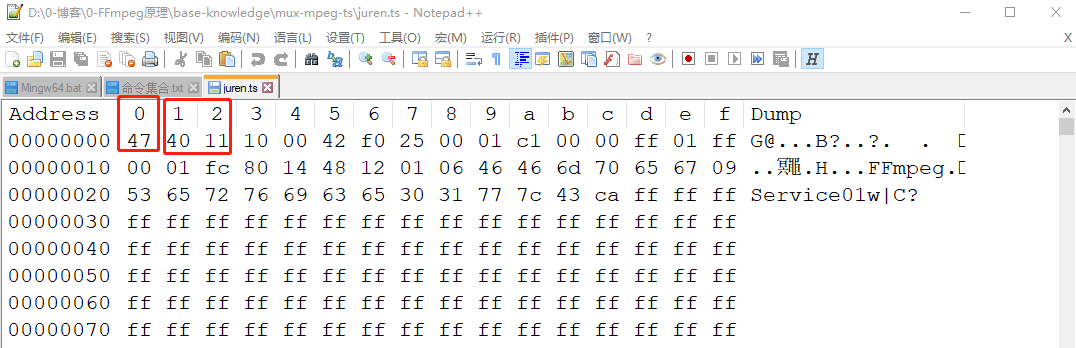 D:\0-博客\0-FFmpeg原理\base-knowledge\mux-mpeg-ts\juren.ts - Notepad++
文件(F) 编辑(E) 搜索(S) 视图(V) 编码(N) 语言(L) 设置(T) 工具(O) 宏(M) 运行(R) 插件(P) 窗口(W) ? X
Mingw64.bat 命令集合.txt juren.ts
Address 0 1 2 3 4 5 6 7 8 9 a b c d e f Dump
00000000 47 40 11 10 00 42 f0 25 00 01 c1 00 00 ff 01 ff G@...B?..?. .
00000010 00 01 fc 80 14 48 12 01 06 46 46 6d 70 65 67 09 ..鼆.H...FFmpeg.
00000020 53 65 72 76 69 63 65 30 31 77 7c 43 ca ff ff ff Service01w|C?
00000030 ff ff ff ff ff ff ff ff ff ff ff ff ff ff ff ff
00000040 ff ff ff ff ff ff ff ff ff ff ff ff ff ff ff ff
00000050 ff ff ff ff ff ff ff ff ff ff ff ff ff ff ff ff
00000060 ff ff ff ff ff ff ff ff ff ff ff ff ff ff ff ff
00000070 ff ff ff ff ff ff ff ff ff ff ff ff ff ff ff ff